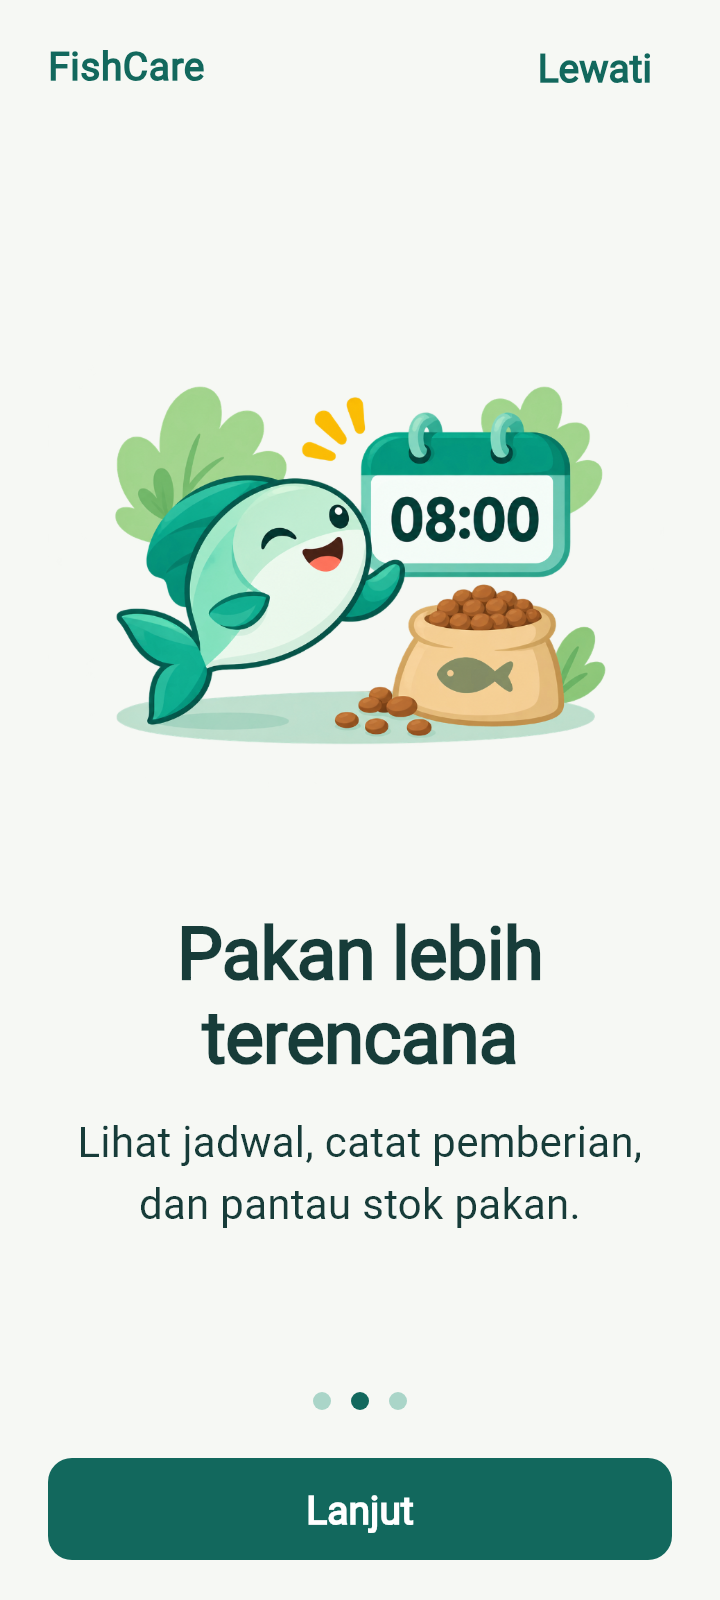 FishCare
Lewati
08:00
Pakan lebih
terencana
Lihat jadwal, catat pemberian,
dan pantau stok pakan.
Lanjut